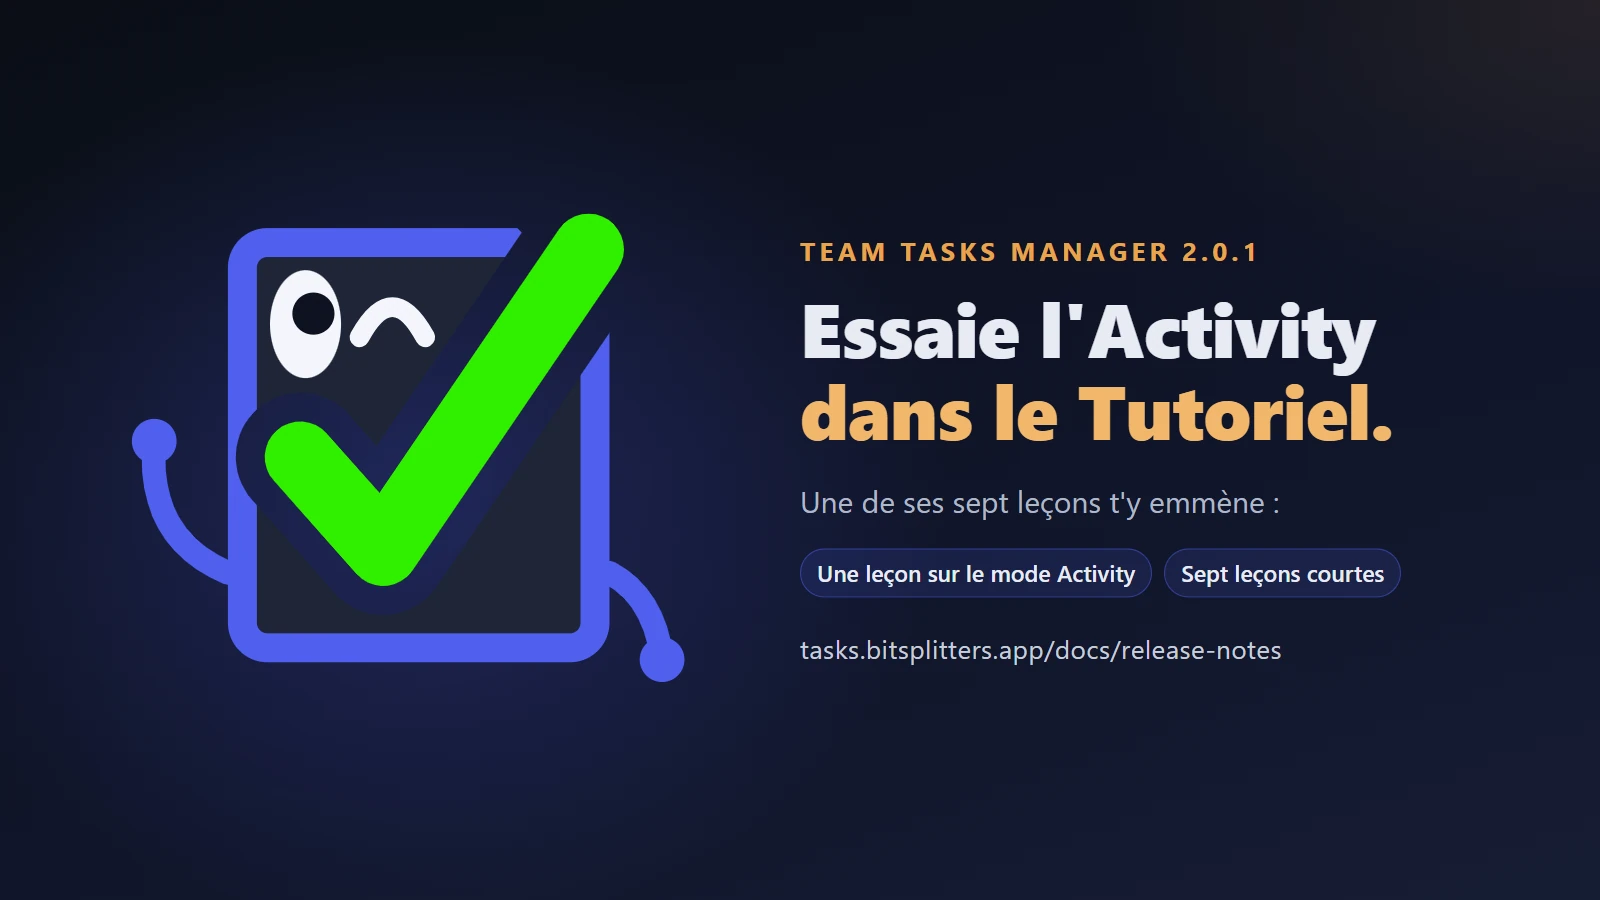 TEAM TASKS MANAGER 2.0.1
Essaie l'Activity
dans le Tutoriel.
Une de ses sept leçons t'y emmène :
Une leçon sur le mode Activity
Sept leçons courtes
tasks.bitsplitters.app/docs/release-notes